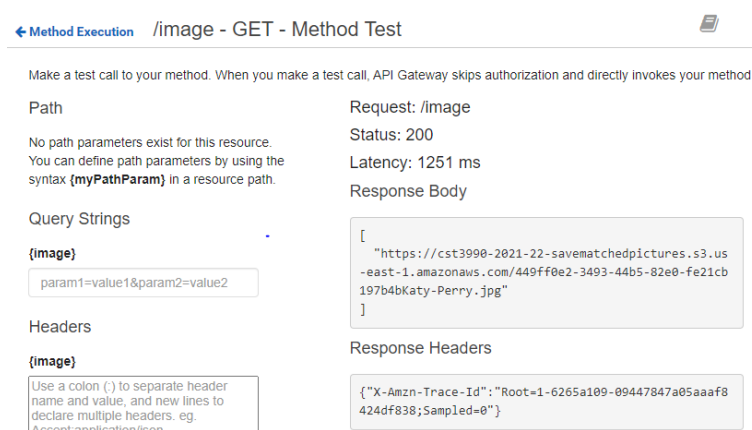 Method Execution /image - GET - Method Test
Make a test call to your method. When you make a test call, API Gateway skips authorization and directly invokes your method
Path
No path parameters exist for this resource.
You can define path parameters by using the
syntax {myPathParam} in a resource path.
Query Strings
{image}
param1=value1&param2=value2
Headers
{image}
Use a colon (:) to separate header
name and value, and new lines to
declare multiple headers. eg.
Accept:application/json
Request: /image
Status: 200
Latency: 1251 ms
Response Body
[
"https://cst3990-2021-22-savematchedpictures.s3.us
-east-1.amazonaws.com/449ff0e2-3493-44b5-82e0-fe21cb
197b4bKaty-Perry.jpg"
]
Response Headers
{"X-Amzn-Trace-Id":"Root=1-6265a109-09447847a05aaaf8
424df838;Sampled=0"}